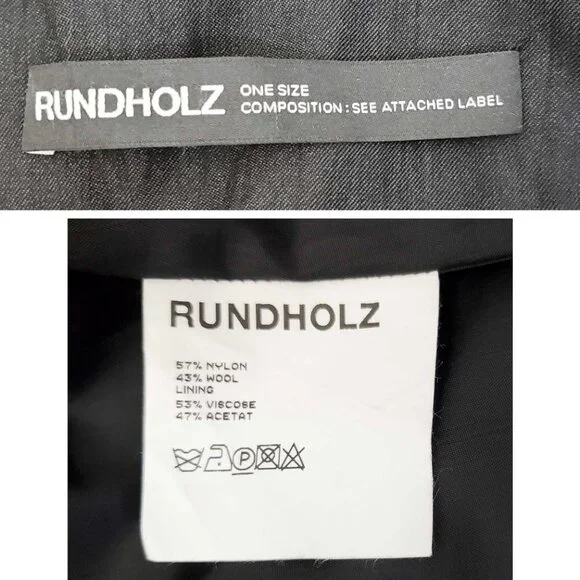 RUNDHOLZ
ONE SIZE
COMPOSITION: SEE ATTACHED LABEL
RUNDHOLZ
57% NYLON
43% WOOL
LINING
53% VISCOSE
47% ACETAT
P